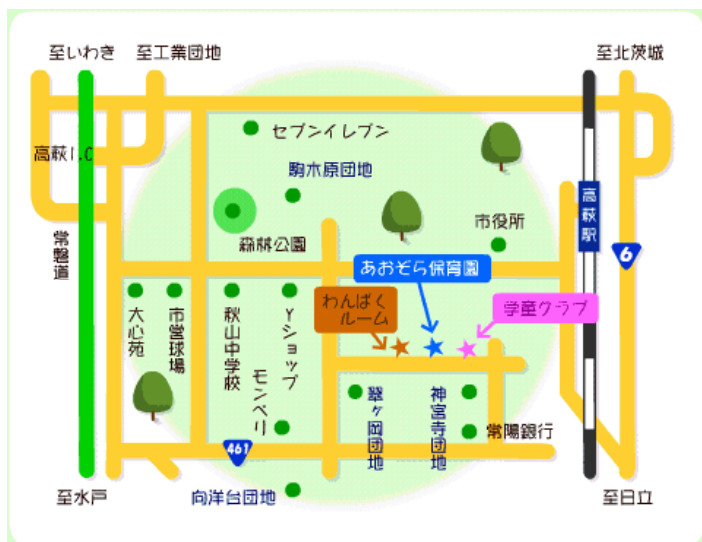 至いわき
至工業団地
至北茨城
セブンイレブン
高萩I.C
駒木原団地
高萩駅
市役所
森林公園
常磐道
6
あおぞら保育園
わんぱく
ルーム
学童クラブ
大心苑
市営球場
秋山中学校
Yショップ
モンペリ
翠ヶ岡団地
神宮寺団地
常陽銀行
461
至水戸
向洋台団地
至日立